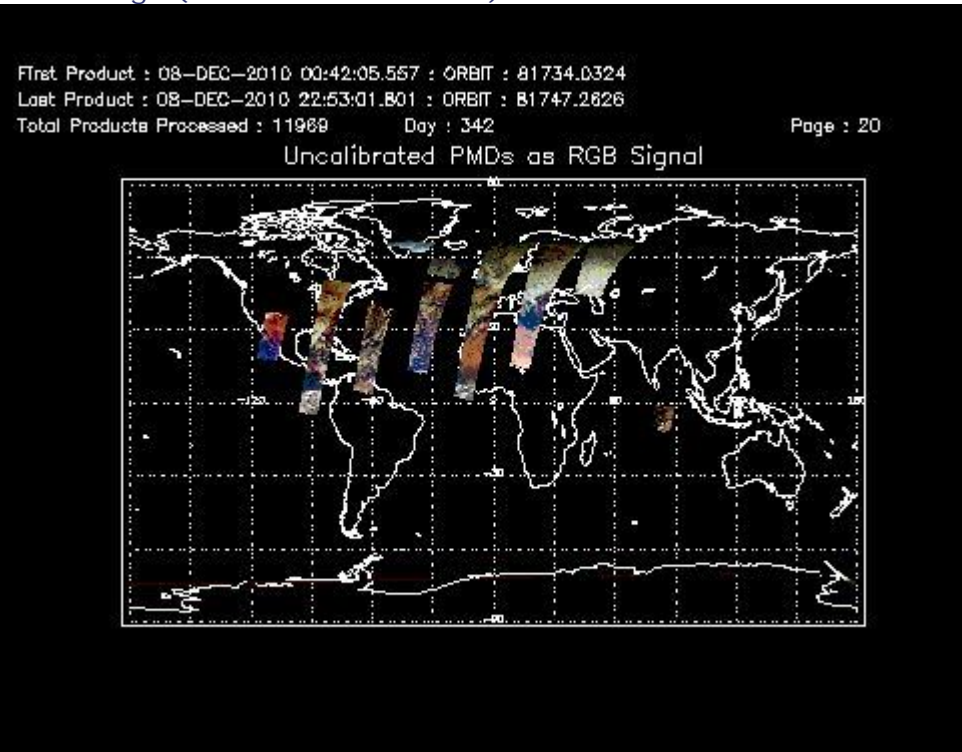 First Product : 08-DEC-2010 00:42:05.557 : ORBIT : 81734.0324
Last Product : 08-DEC-2010 22:53:01.801 : ORBIT : 81747.2626
Total Products Processed : 11969 Day : 342 Page : 20
Uncalibrated PMDs as RGB Signal